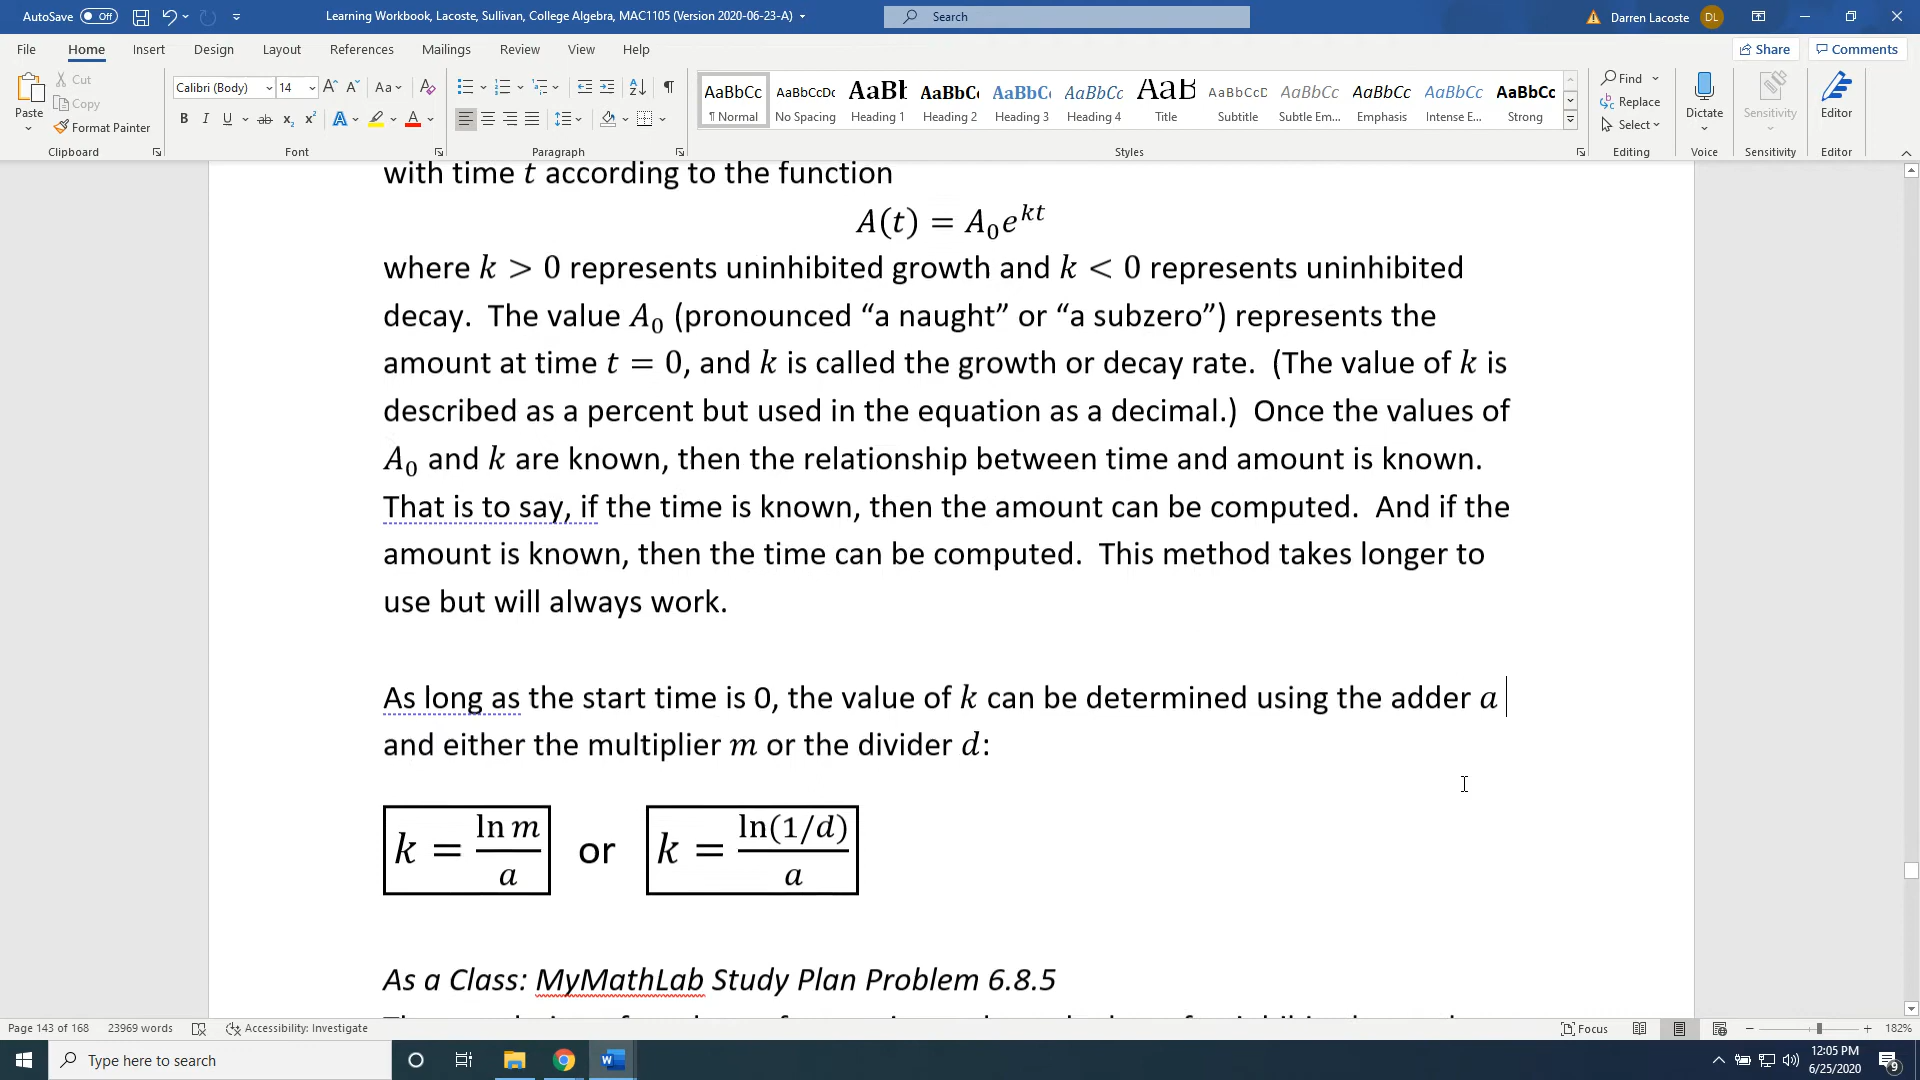 AutoSave Off
Learning Workbook, Lacoste, Sullivan, College Algebra, MAC1105 (Version 2020-06-23-A)
Search
Darren Lacoste DL
File Home Insert Design Layout References Mailings Review View Help
Share Comments
Paste
Cut
Copy
Format Painter
Clipboard
Calibri (Body) 14
Font
Paragraph
AaBbCc AaBbCcDc AaBb AaBbC AaBbC AaBbCc AaB AaBbCcD AaBbCc AaBbCc AaBbCc AaBbCc
¶ Normal No Spacing Heading 1 Heading 2 Heading 3 Heading 4 Title Subtitle Subtle Em... Emphasis Intense E... Strong
Styles
Find
Replace
Select
Editing
Dictate
Voice
Sensitivity
Sensitivity
Editor
Editor
with time t according to the function
A(t) = A₀e^{kt}
where k > 0 represents uninhibited growth and k < 0 represents uninhibited
decay. The value A₀ (pronounced “a naught” or “a subzero”) represents the
amount at time t = 0, and k is called the growth or decay rate. (The value of k is
described as a percent but used in the equation as a decimal.) Once the values of
A₀ and k are known, then the relationship between time and amount is known.
That is to say, if the time is known, then the amount can be computed. And if the
amount is known, then the time can be computed. This method takes longer to
use but will always work.
As long as the start time is 0, the value of k can be determined using the adder a
and either the multiplier m or the divider d:
k = ln m / a or k = ln(1/d) / a
As a Class: MyMathLab Study Plan Problem 6.8.5
Page 143 of 168 23969 words Accessibility: Investigate
Focus
182%
Type here to search
12:05 PM
6/25/2020
9